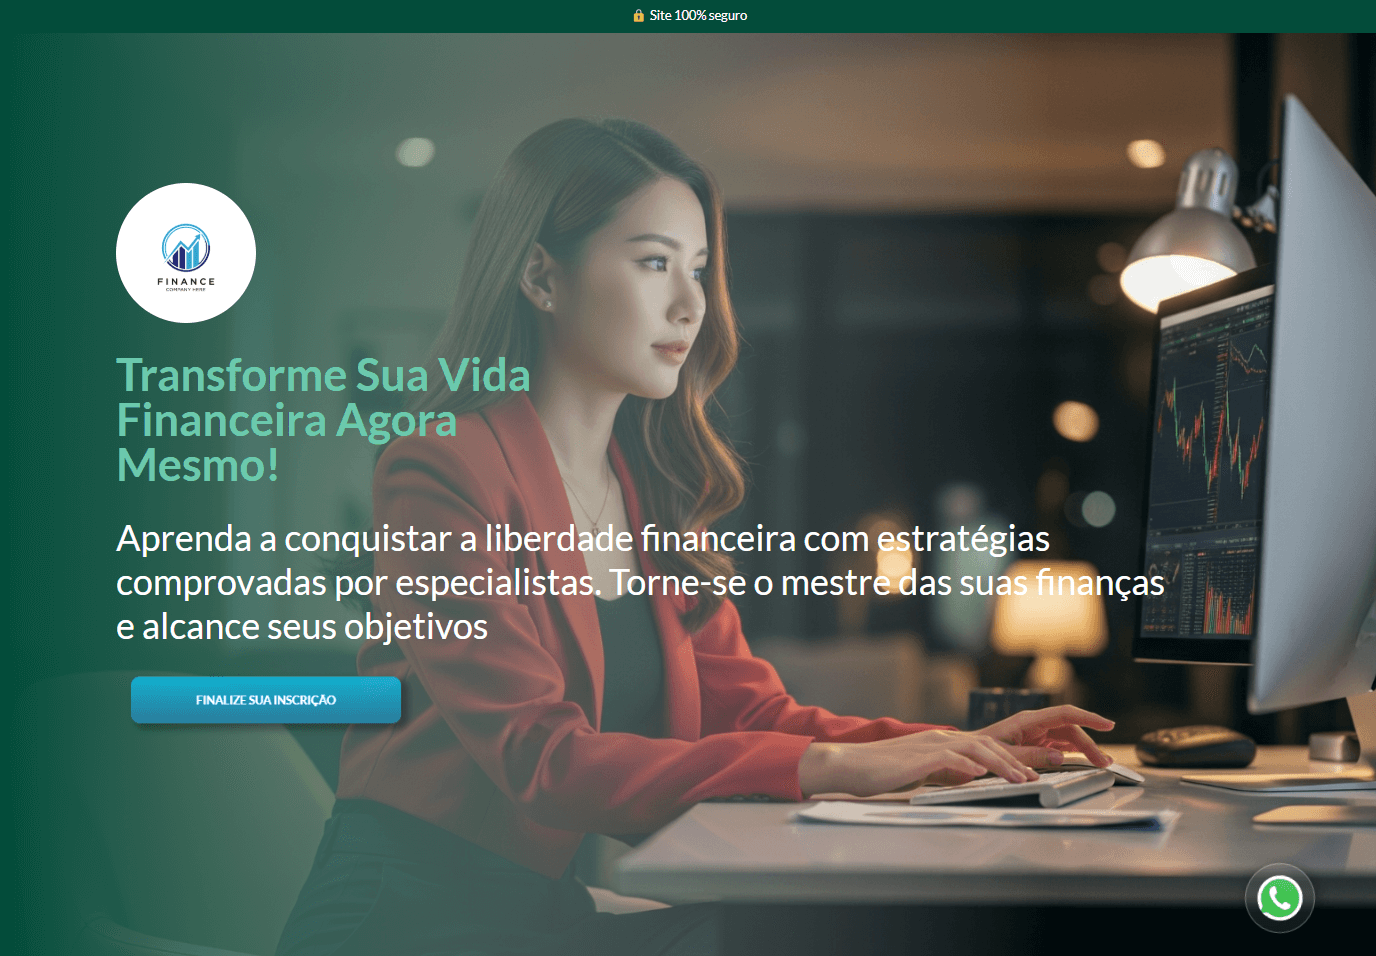 Site 100% seguro
FINANCE
COMPANY HERE
Transforme Sua Vida
Financeira Agora
Mesmo!
Aprenda a conquistar a liberdade financeira com estratégias
comprovadas por especialistas. Torne-se o mestre das suas finanças
e alcance seus objetivos
FINALIZE SUA INSCRIÇÃO